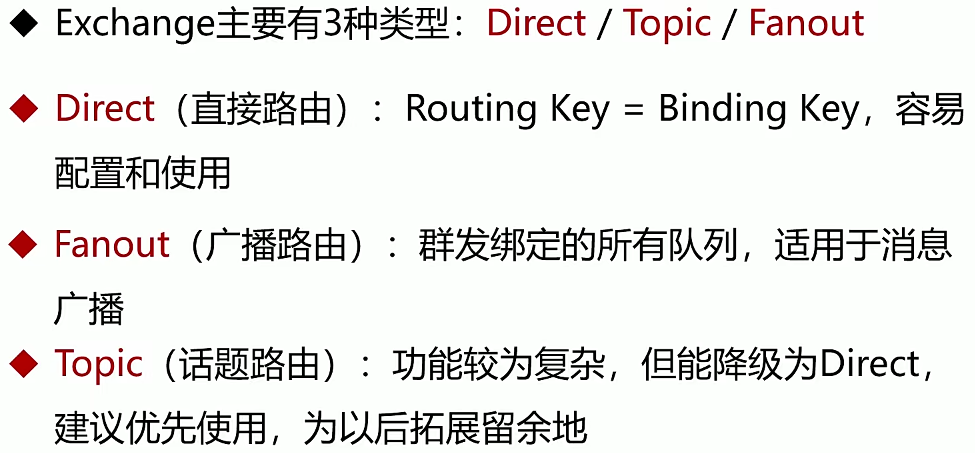 ◆ Exchange主要有3种类型：Direct / Topic / Fanout
◆ Direct（直接路由）：Routing Key = Binding Key，容易
配置和使用
◆ Fanout（广播路由）：群发绑定的所有队列，适用于消息
广播
◆ Topic（话题路由）：功能较为复杂，但能降级为Direct，
建议优先使用，为以后拓展留余地